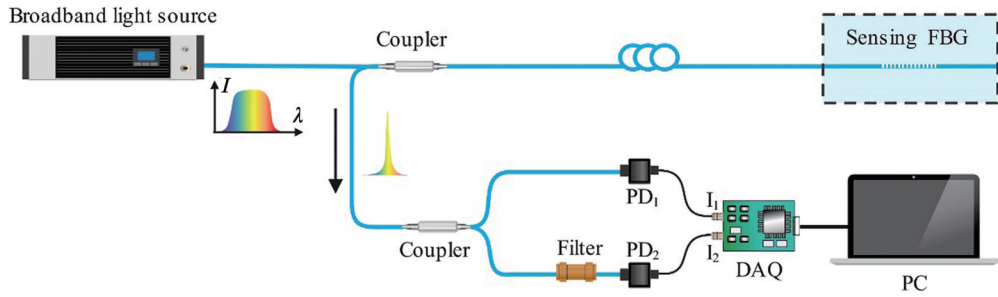 Broadband light source
Coupler
Sensing FBG
I
λ
PD₁
I₁
Coupler
Filter
PD₂
I₂
DAQ
PC